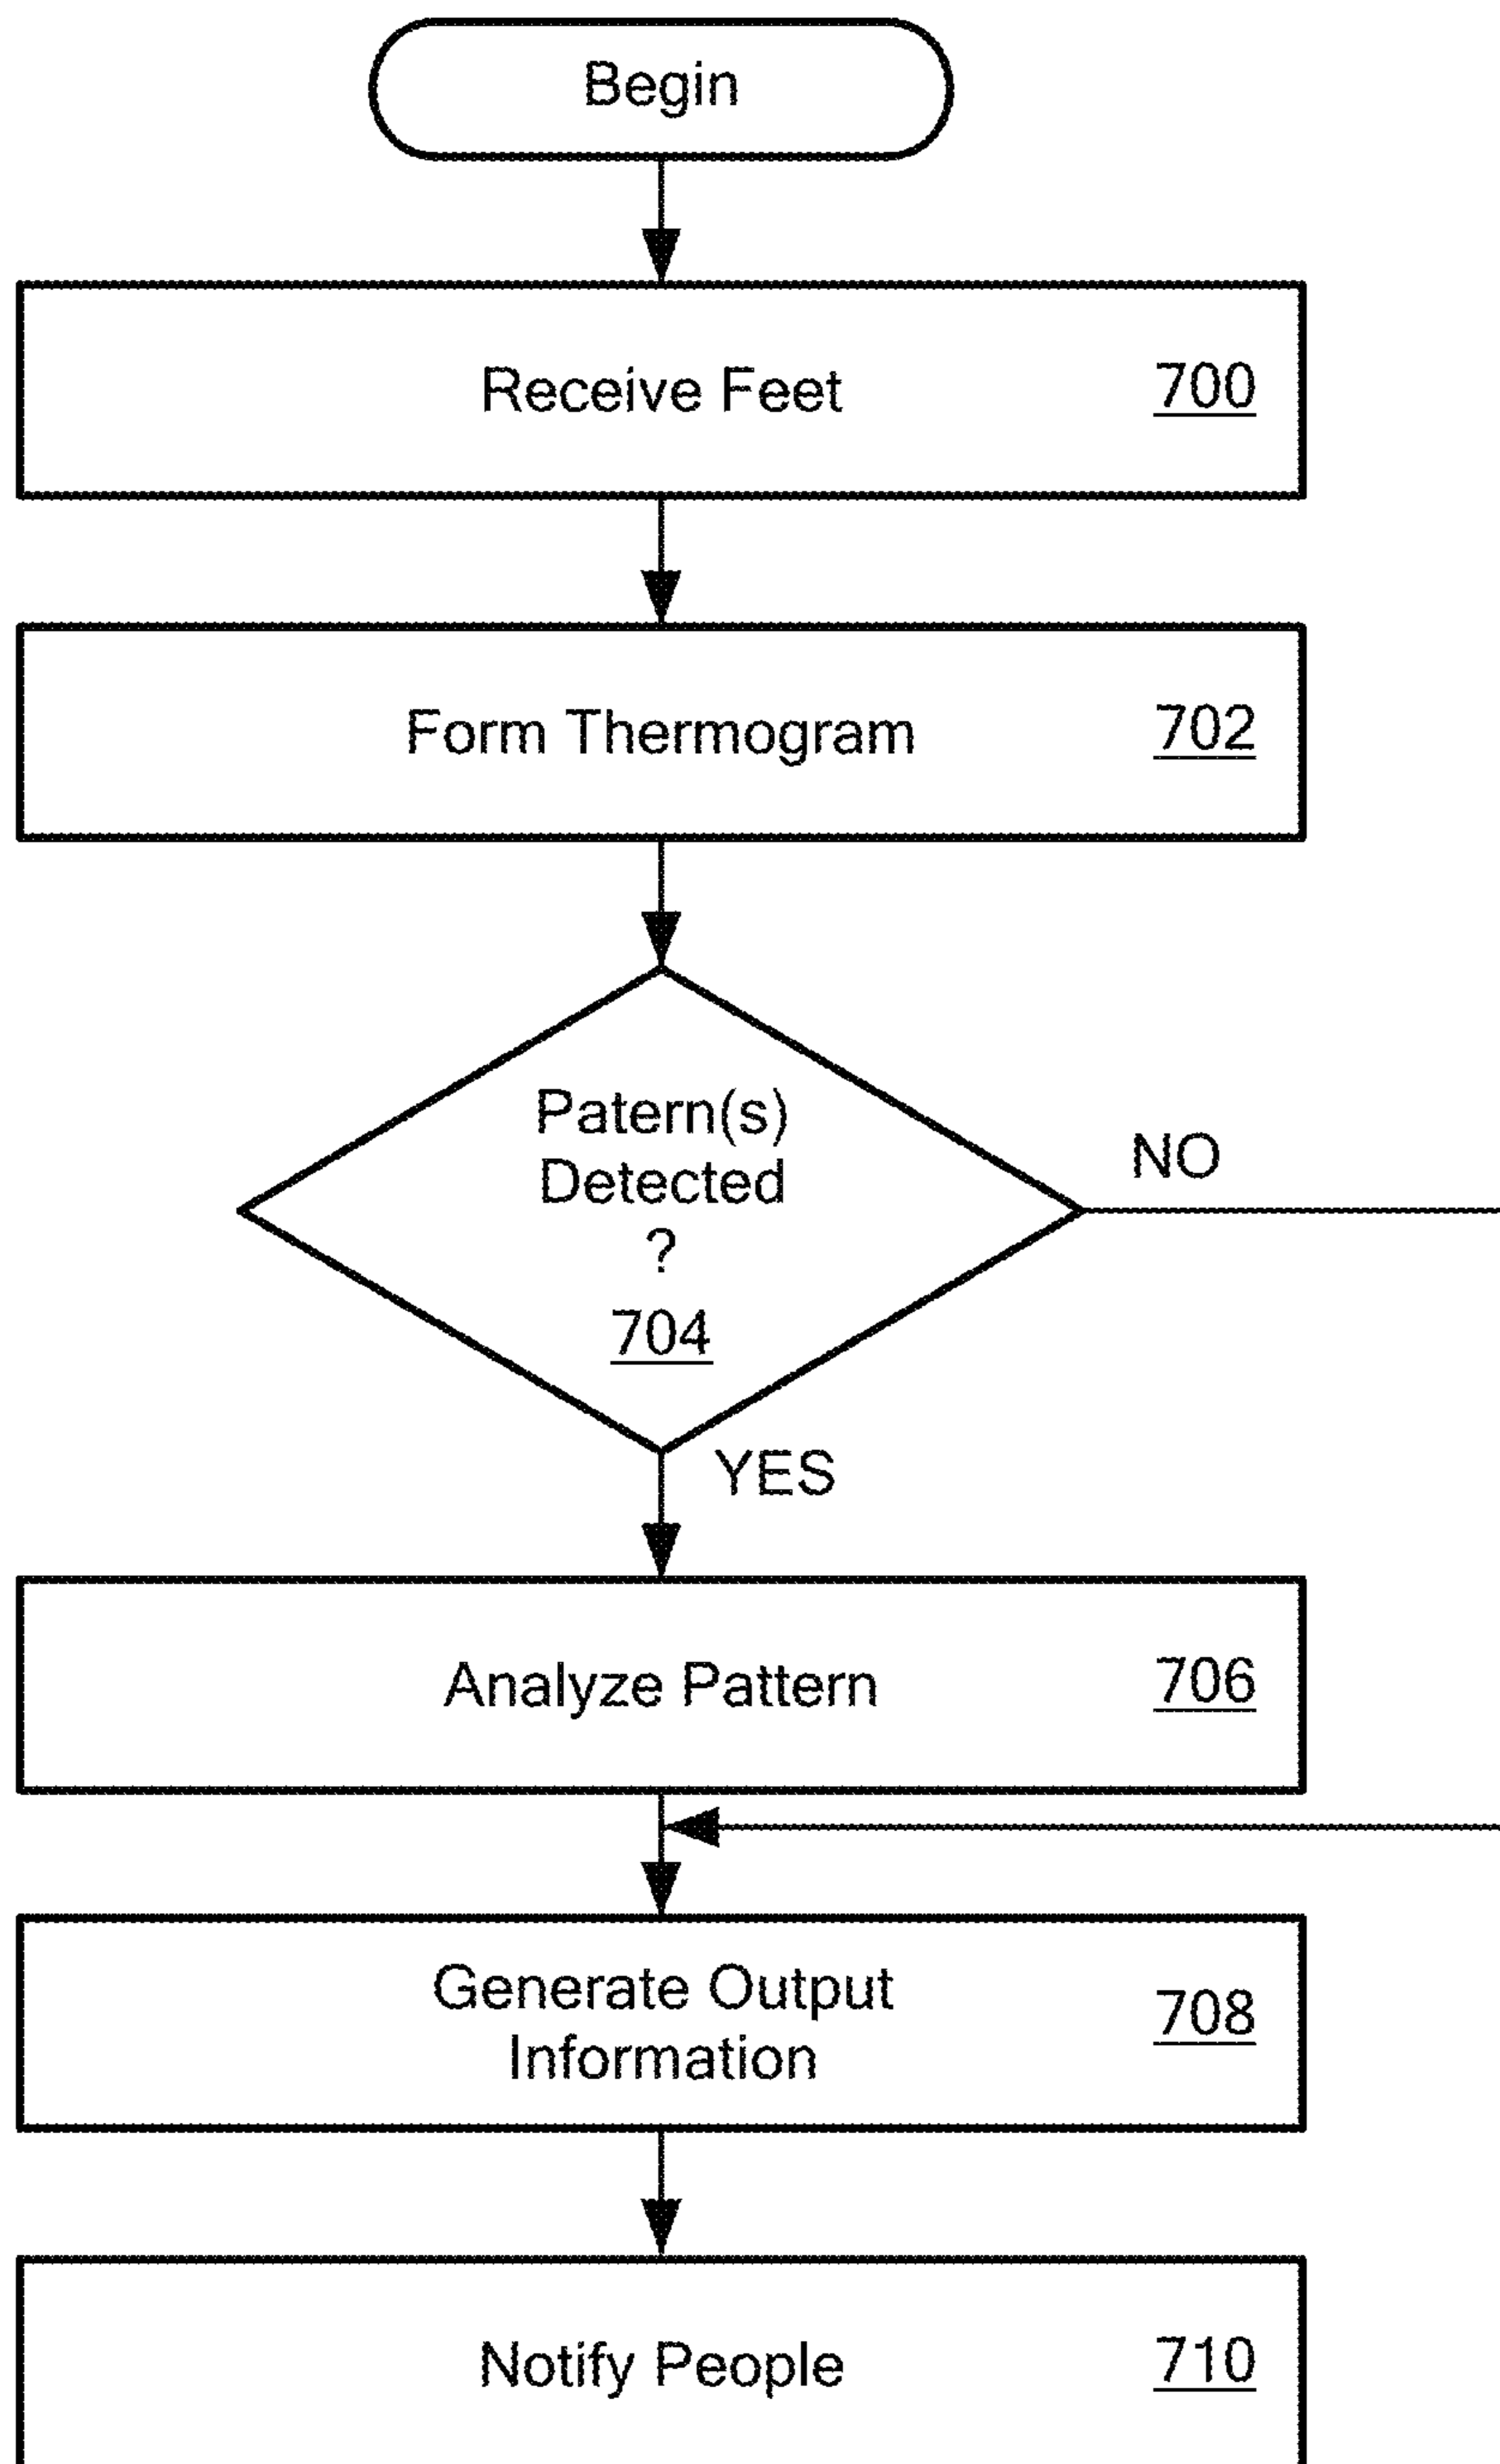 Begin
Receive Feet 700
Form Thermogram 702
Patern(s)
Detected
?
704
NO
YES
Analyze Pattern 706
Generate Output
Information
708
Notify People 710